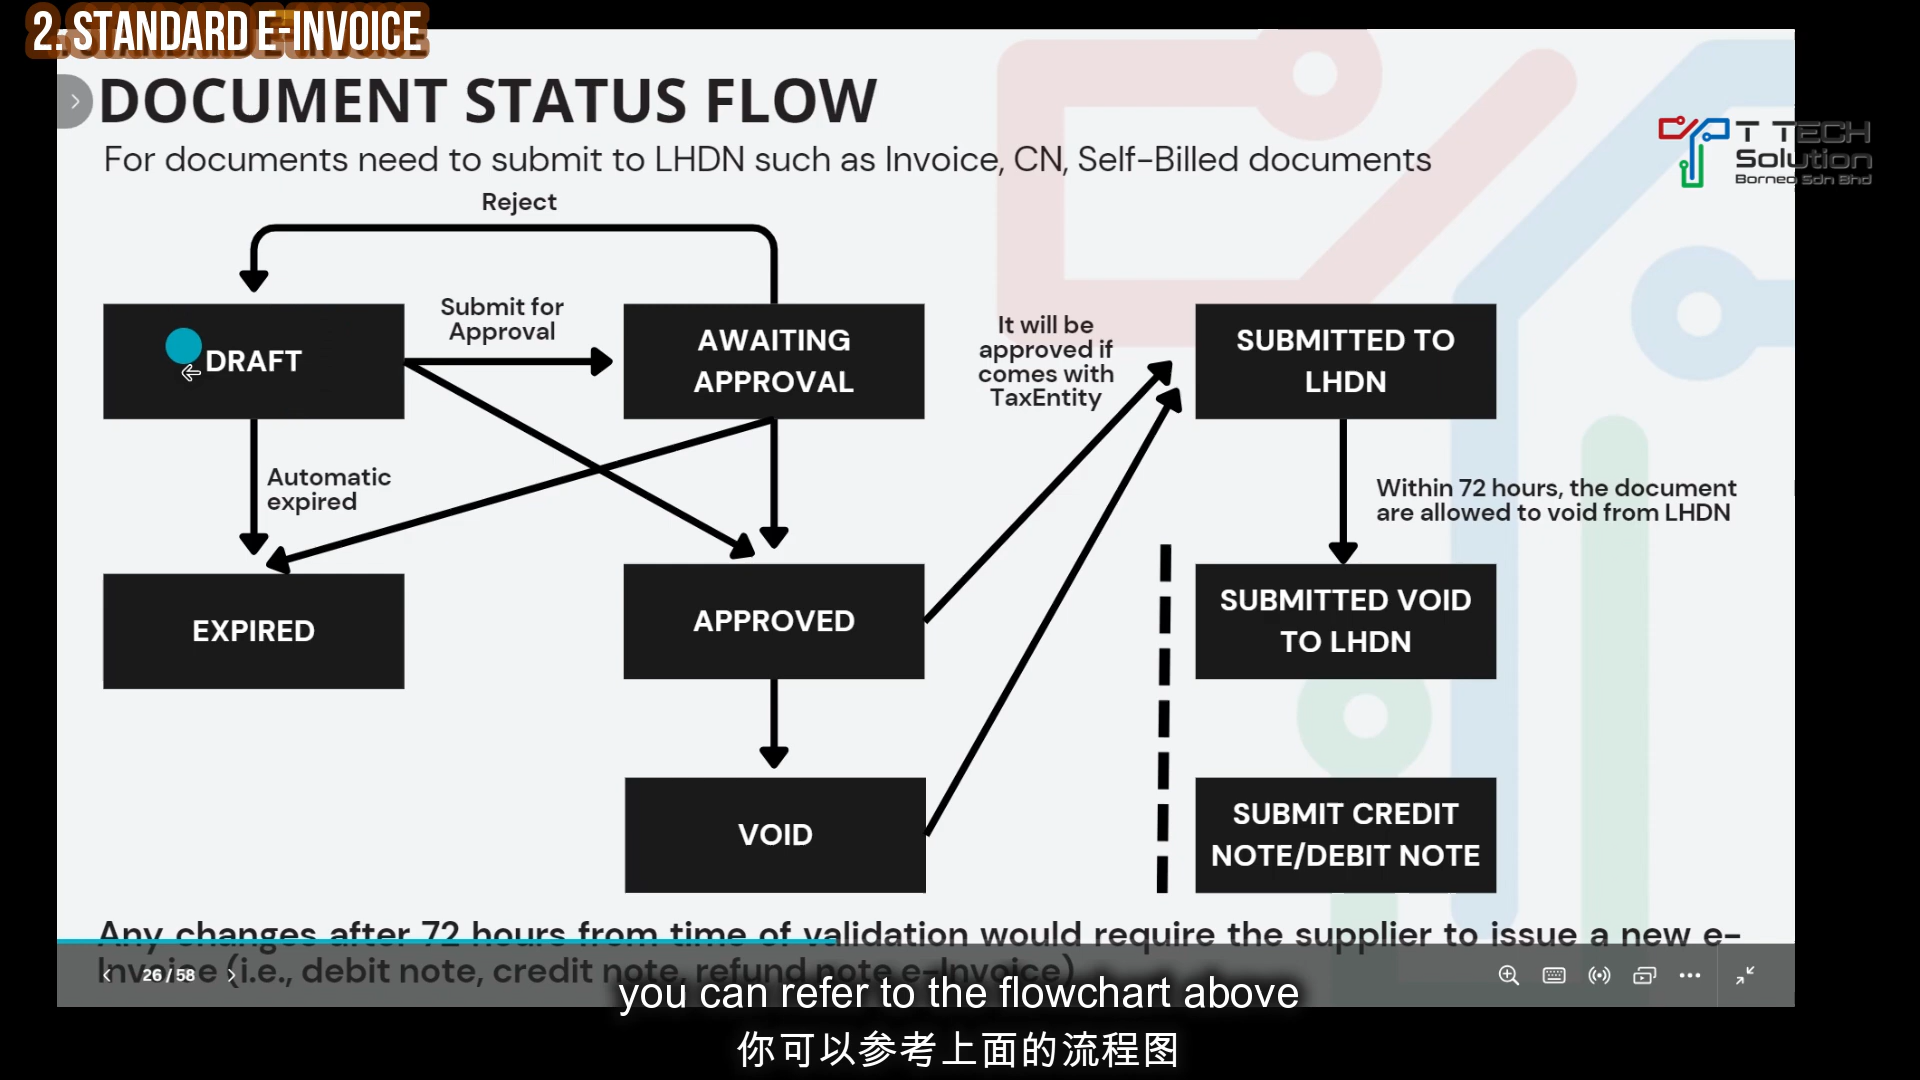 2: STANDARD E-INVOICE
DOCUMENT STATUS FLOW
For documents need to submit to LHDN such as Invoice, CN, Self-Billed documents
T TECH
Solution
Borneo Sdn Bhd
Reject
DRAFT
Submit for
Approval
AWAITING
APPROVAL
It will be
approved if
comes with
TaxEntity
SUBMITTED TO
LHDN
Automatic
expired
Within 72 hours, the document
are allowed to void from LHDN
EXPIRED
APPROVED
SUBMITTED VOID
TO LHDN
VOID
SUBMIT CREDIT
NOTE/DEBIT NOTE
Any changes after 72 hours from time of validation would require the supplier to issue a new e-
Invoice (i.e., debit note, credit note, refund note e-Invoice)
26 / 58
you can refer to the flowchart above
你可以参考上面的流程图